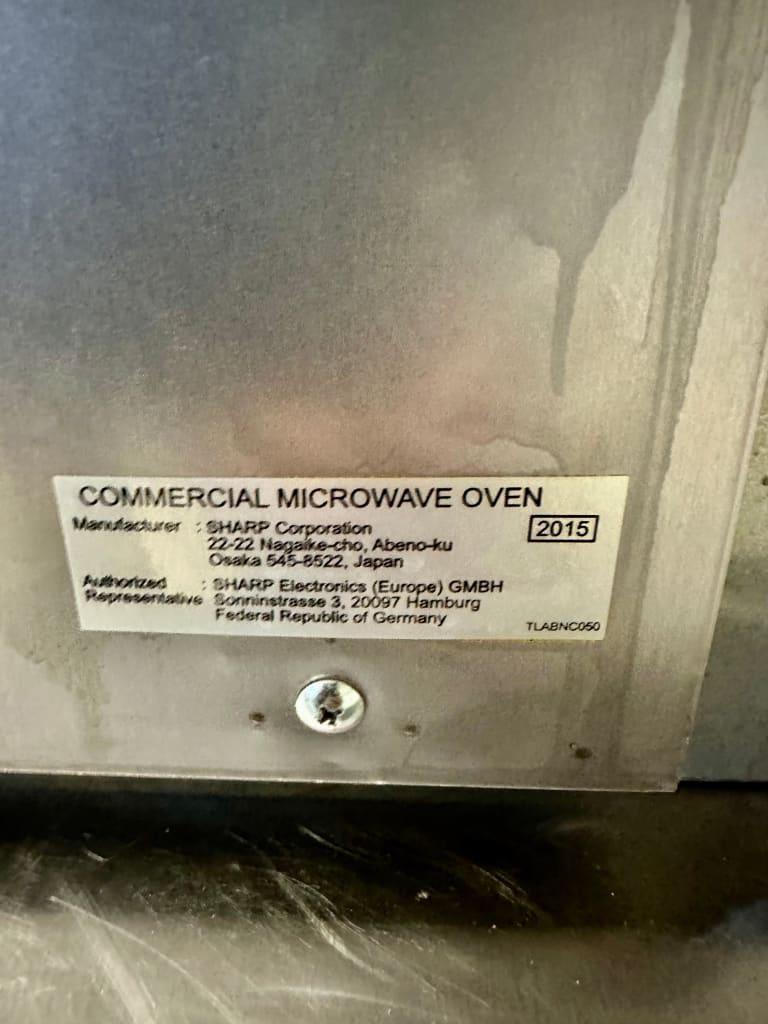 COMMERCIAL MICROWAVE OVEN
Manufacturer : SHARP Corporation
2015
22-22 Nagaike-cho, Abeno-ku
Osaka 545-8522, Japan
Authorized : SHARP Electronics (Europe) GMBH
Representative Sonninstrasse 3, 20097 Hamburg
Federal Republic of Germany
TLABNC050